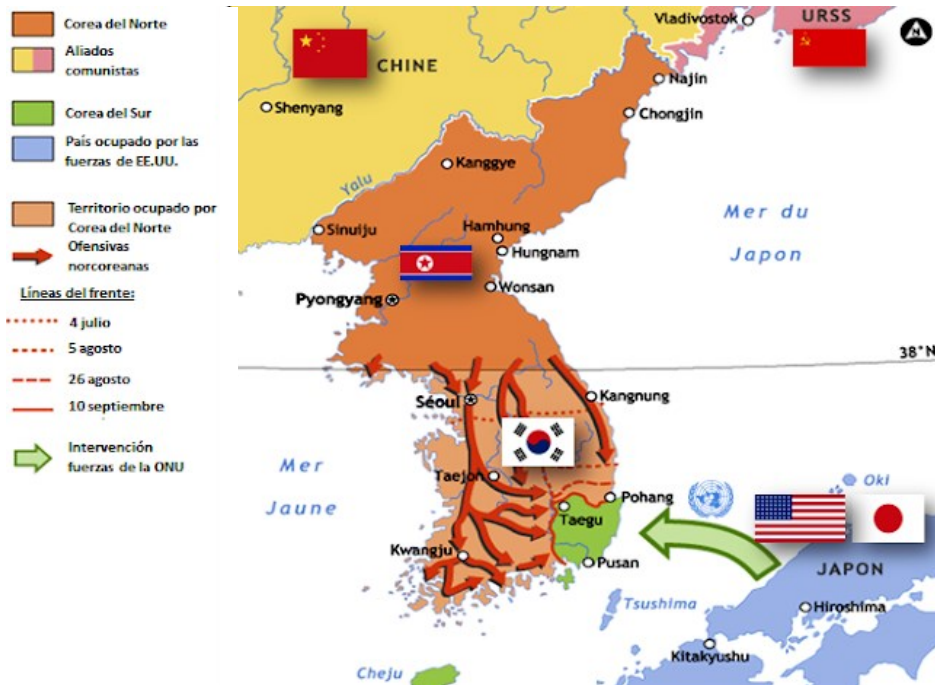 Corea del Norte
Aliados
comunistas
Corea del Sur
País ocupado por las
fuerzas de EE.UU.
Territorio ocupado por
Corea del Norte
Ofensivas
norcoreanas
Líneas del frente:
4 julio
5 agosto
26 agosto
10 septiembre
Intervención
fuerzas de la ONU
Vladivostok
URSS
N
CHINE
Najin
Shenyang
Chongjin
Kanggye
Yalu
Mer du
Japon
Sinuiju
Hamhung
Hungnam
Wonsan
Pyongyang
38°N
Séoul
Kangnung
Mer
Jaune
Taejon
Oki
Pohang
Taegu
Kwangju
Pusan
JAPON
Tsushima
Hiroshima
Kitakyushu
Cheju